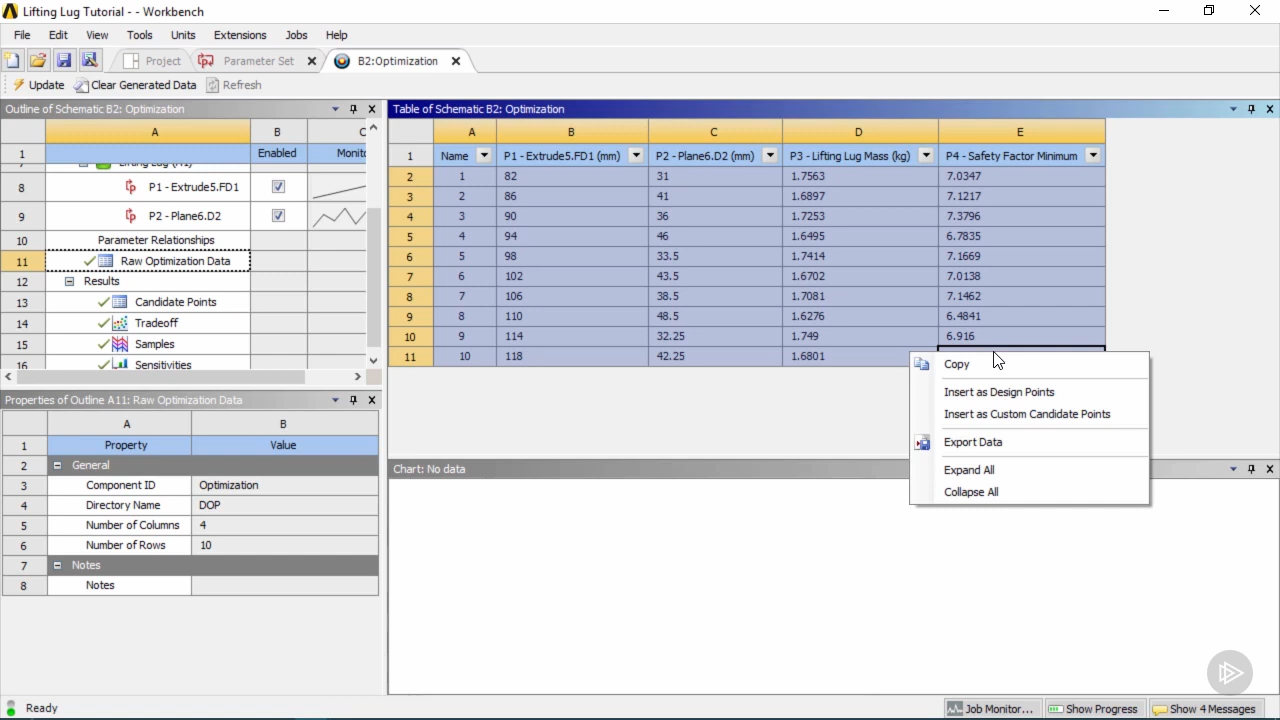 Lifting Lug Tutorial - - Workbench
File Edit View Tools Units Extensions Jobs Help
Project Parameter Set B2:Optimization
Update Clear Generated Data Refresh
Outline of Schematic B2: Optimization
A B C
1 Enabled Monito
8 P1 - Extrude5.FD1
9 P2 - Plane6.D2
10 Parameter Relationships
11 Raw Optimization Data
12 Results
13 Candidate Points
14 Tradeoff
15 Samples
16 Sensitivities
Properties of Outline A11: Raw Optimization Data
A B
1 Property Value
2 General
3 Component ID Optimization
4 Directory Name DOP
5 Number of Columns 4
6 Number of Rows 10
7 Notes
8 Notes
Table of Schematic B2: Optimization
A B C D E
1 Name P1 - Extrude5.FD1 (mm) P2 - Plane6.D2 (mm) P3 - Lifting Lug Mass (kg) P4 - Safety Factor Minimum
2 1 82 31 1.7563 7.0347
3 2 86 41 1.6897 7.1217
4 3 90 36 1.7253 7.3796
5 4 94 46 1.6495 6.7835
6 5 98 33.5 1.7414 7.1669
7 6 102 43.5 1.6702 7.0138
8 7 106 38.5 1.7081 7.1462
9 8 110 48.5 1.6276 6.4841
10 9 114 32.25 1.749 6.916
11 10 118 42.25 1.6801
Copy
Insert as Design Points
Insert as Custom Candidate Points
Export Data
Expand All
Collapse All
Chart: No data
Ready Job Monitor... Show Progress Show 4 Messages